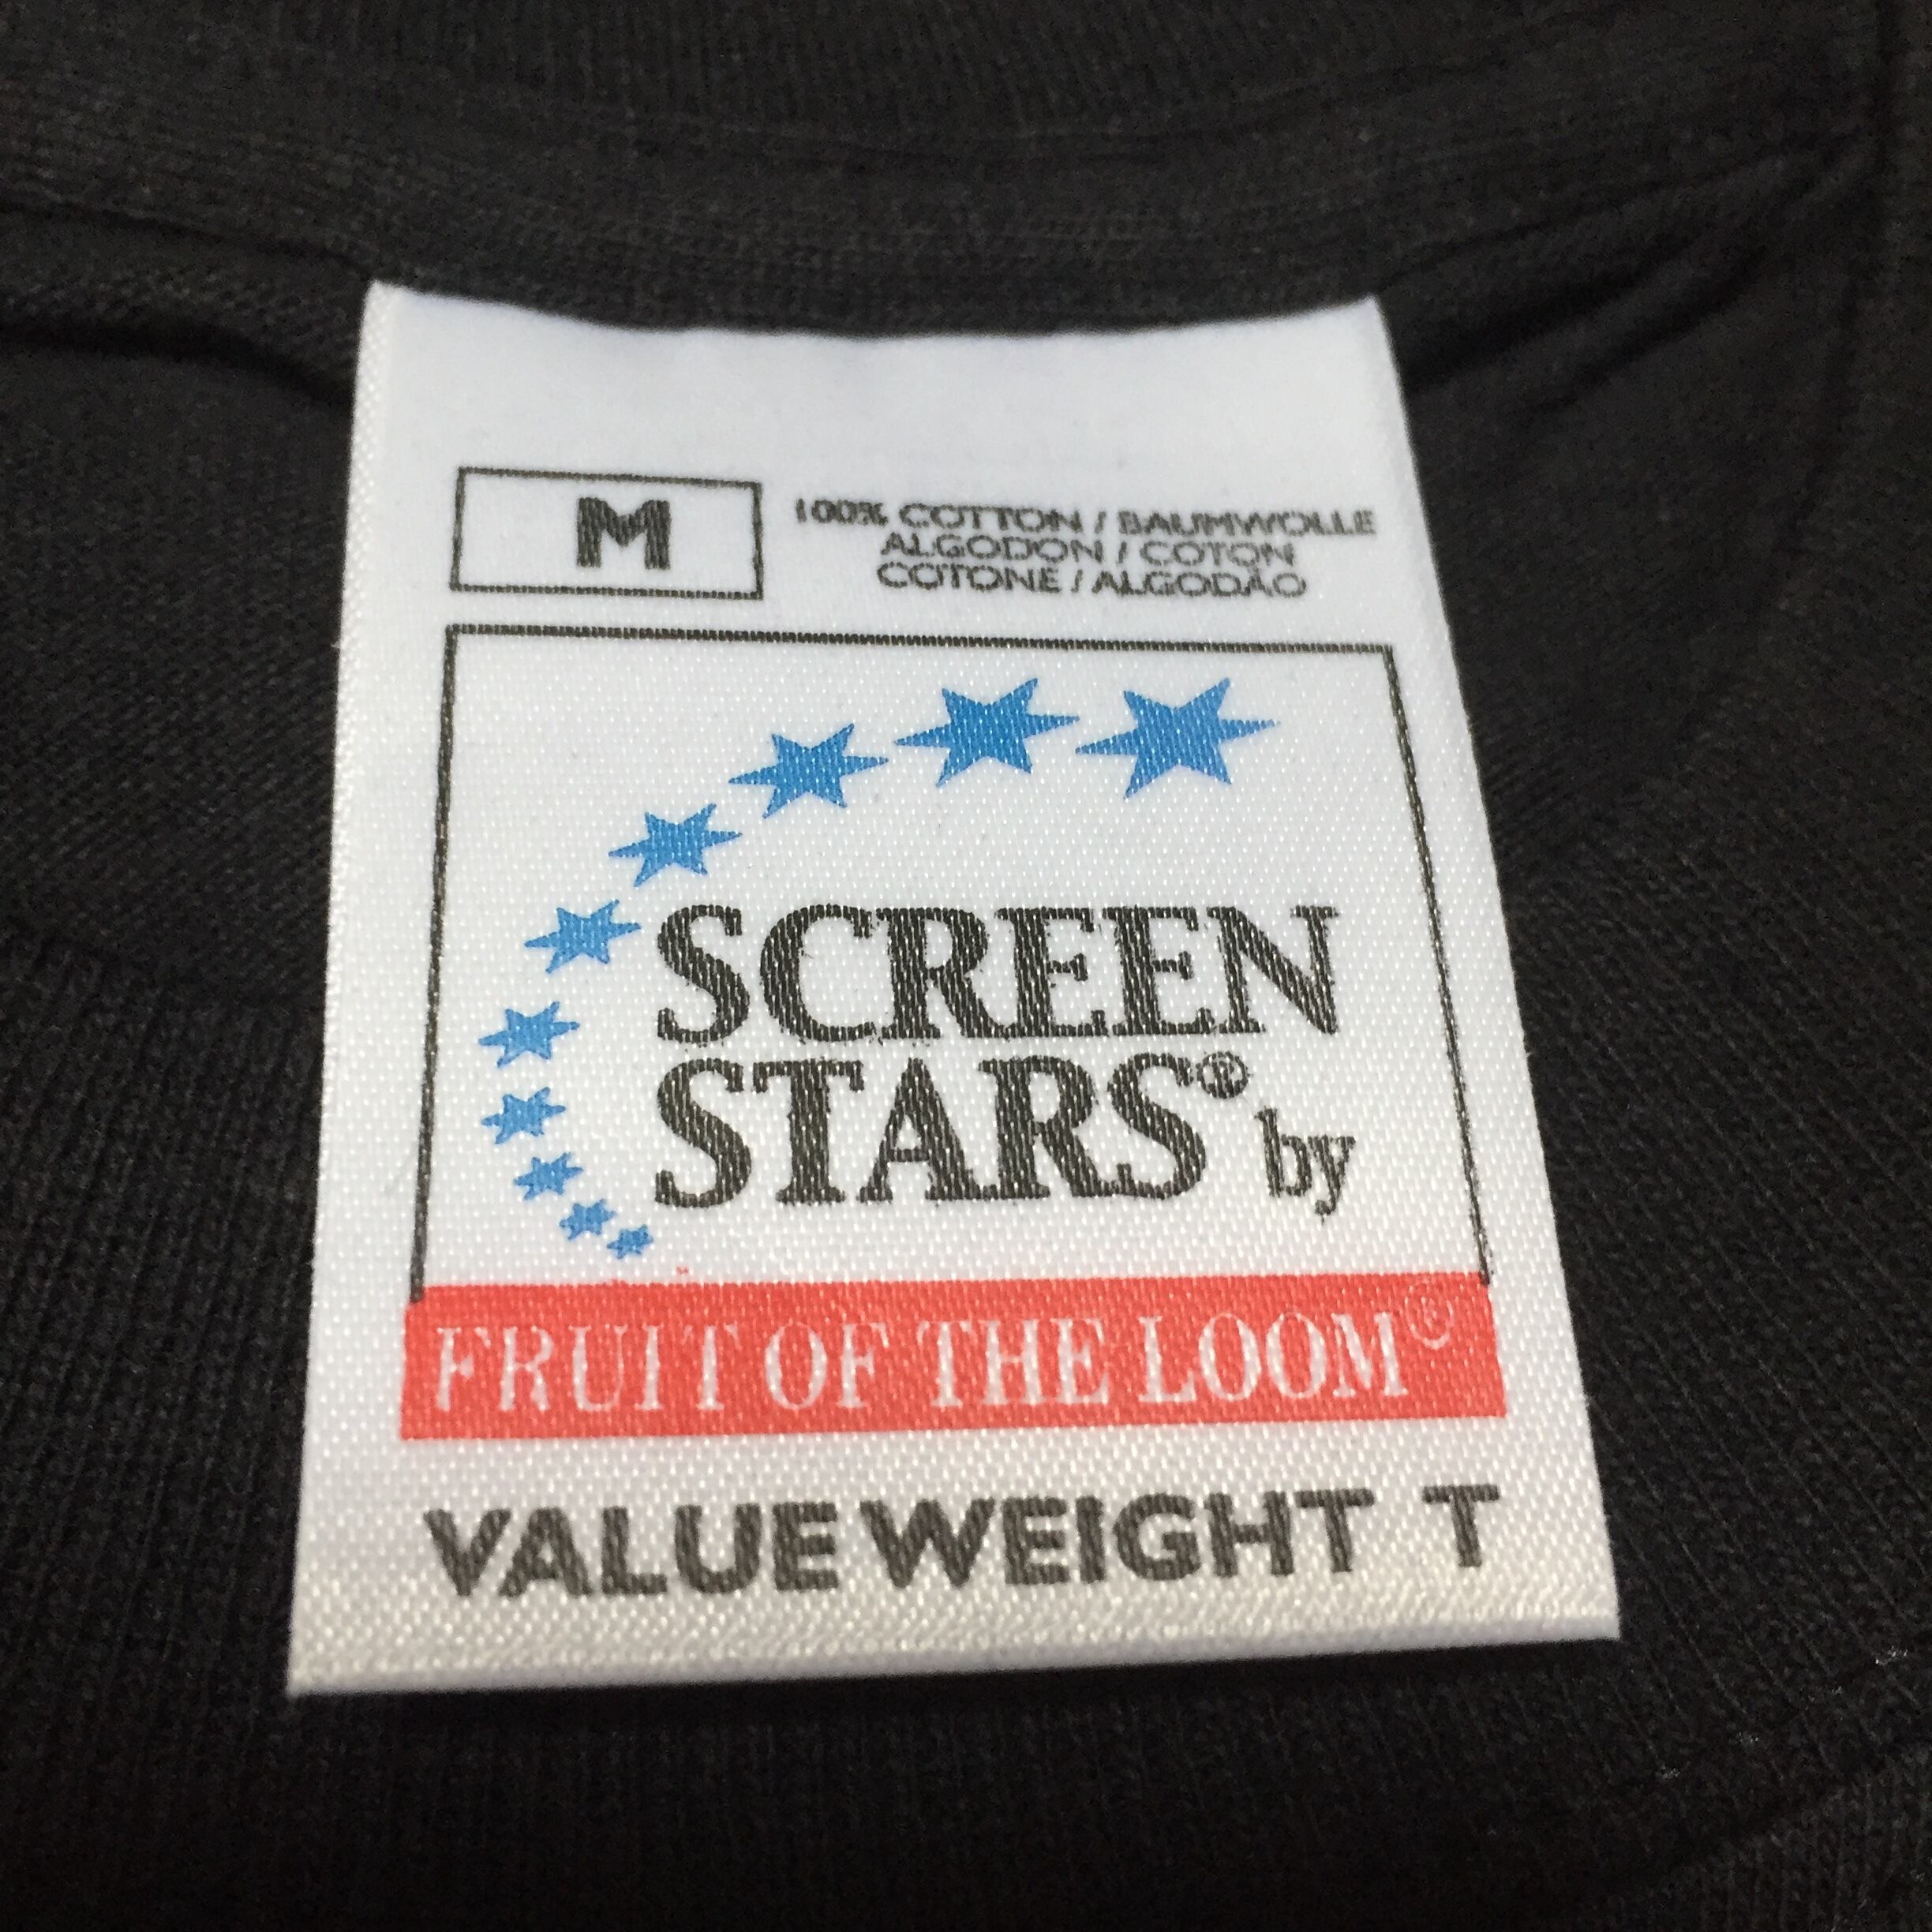 M
100% COTTON / BAUMWOLLE
ALGODON / COTON
COTONE / ALGODÃO
SCREEN
STARS® by
FRUIT OF THE LOOM®
VALUEWEIGHT T